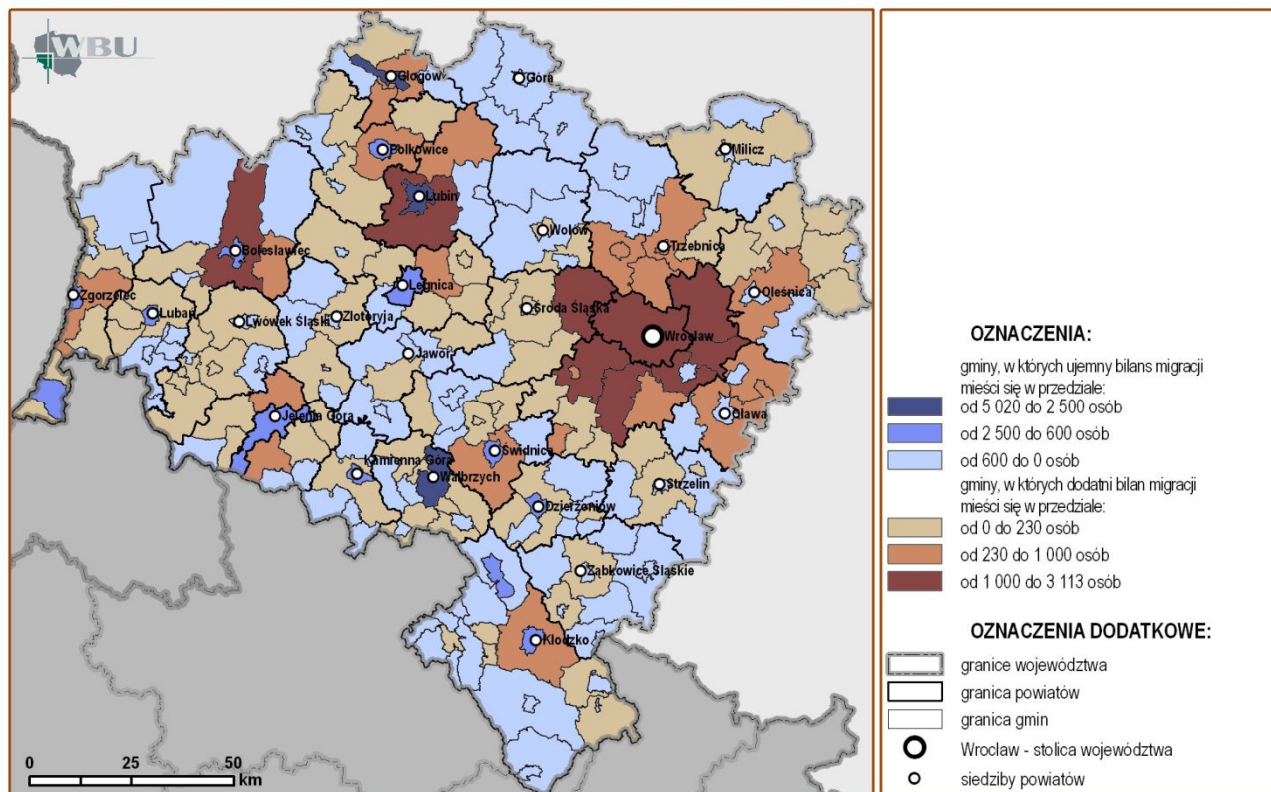 WBU
Głogów
Góra
Polkowice
Milicz
Lubin
Wołów
Trzebnica
Bolesławiec
Legnica
Oleśnica
Zgorzelec
Lubań
Lwówek Śląski
Złotoryja
Środa Śląska
Wrocław
Jawor
Jelenia Góra
Oława
Świdnica
Kamienna Góra
Wałbrzych
Strzelin
Dzierżoniów
Ząbkowice Śląskie
Kłodzko
0 25 50
km
OZNACZENIA:
gminy, w których ujemny bilans migracji
mieści się w przedziale:
od 5 020 do 2 500 osób
od 2 500 do 600 osób
od 600 do 0 osób
gminy, w których dodatni bilan migracji
mieści się w przedziale:
od 0 do 230 osób
od 230 do 1 000 osób
od 1 000 do 3 113 osób
OZNACZENIA DODATKOWE:
granice województwa
granica powiatów
granica gmin
Wrocław - stolica województwa
siedziby powiatów